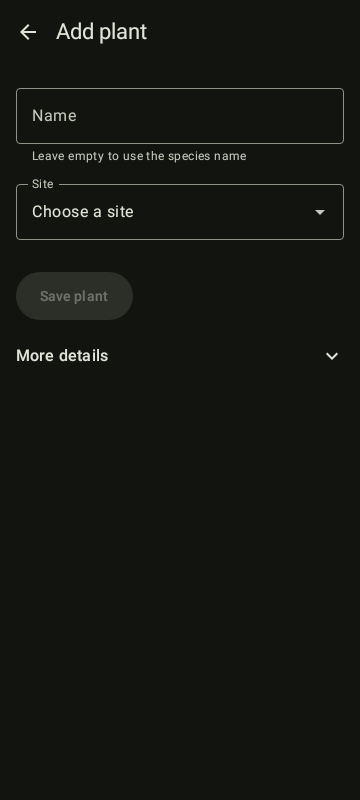 Add plant
Name
Leave empty to use the species name
Site
Choose a site
Save plant
More details